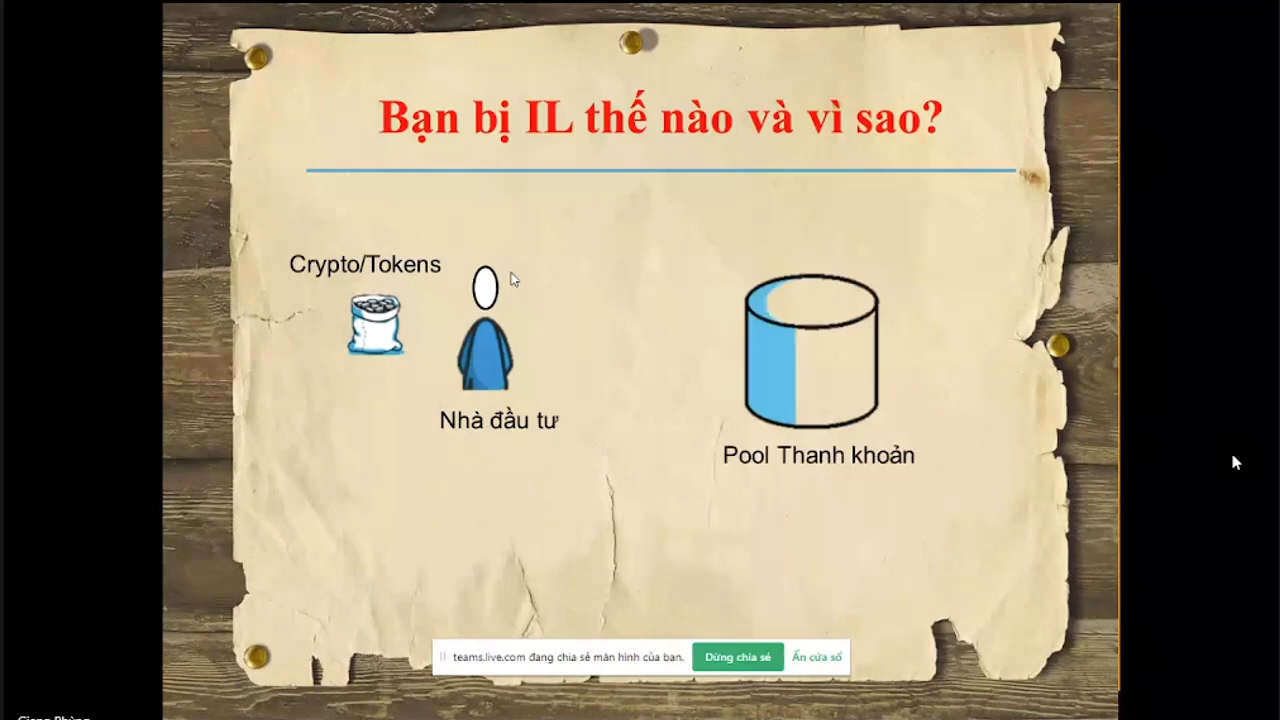 Bạn bị IL thế nào và vì sao?
Crypto/Tokens
Nhà đầu tư
Pool Thanh khoản
teams.live.com đang chia sẻ màn hình của bạn.
Dừng chia sẻ
Ẩn cửa sổ